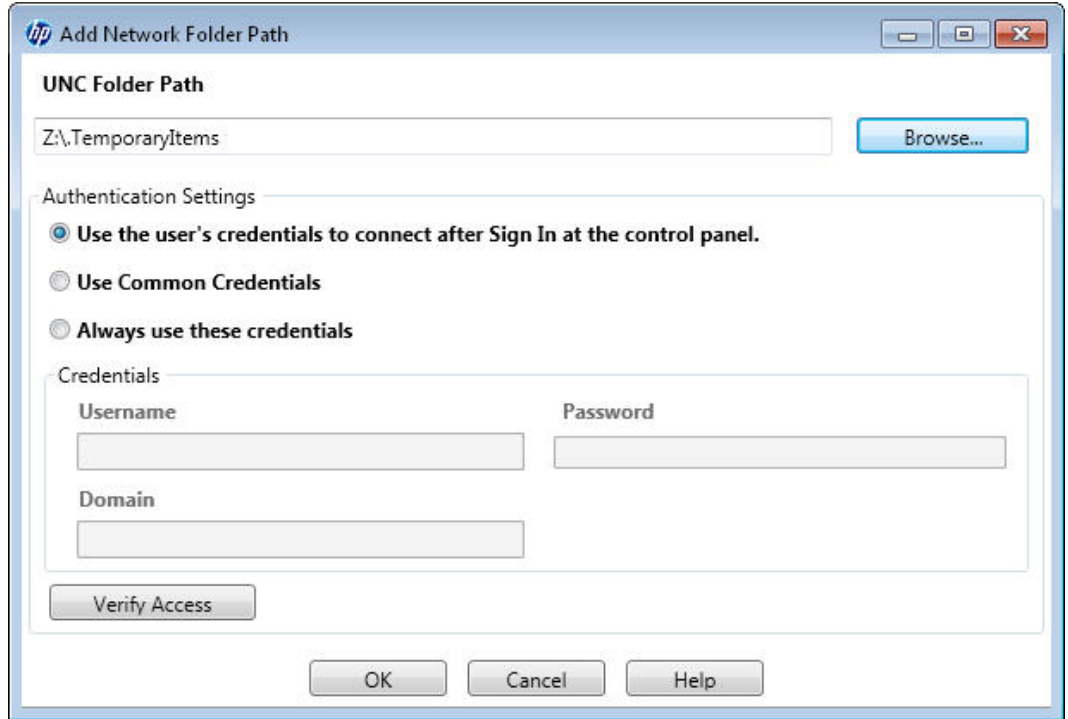 hp Add Network Folder Path
UNC Folder Path
Z:\.TemporaryItems
Browse...
Authentication Settings
Use the user's credentials to connect after Sign In at the control panel.
Use Common Credentials
Always use these credentials
Credentials
Username Password
Domain
Verify Access
OK Cancel Help